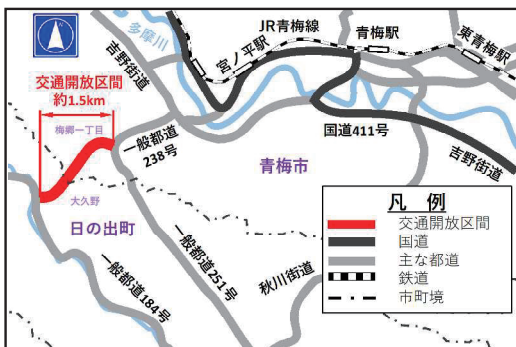 JR青梅線
青梅駅
東青梅駅
宮ノ平駅
多摩川
吉野街道
交通開放区間
約1.5km
梅郷一丁目
一般都道
238号
国道411号
吉野街道
青梅市
大久野
日の出町
一般都道251号
秋川街道
一般都道184号
凡 例
交通開放区間
国道
主な都道
鉄道
市町境